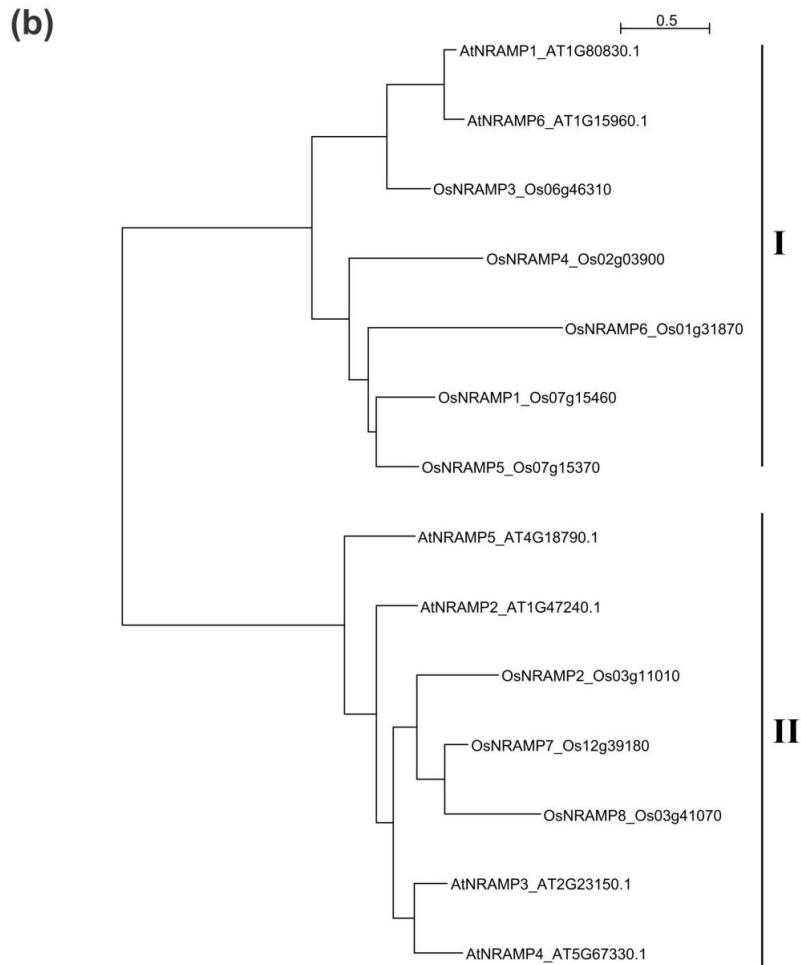 (b)
0.5
AtNRAMP1_AT1G80830.1
AtNRAMP6_AT1G15960.1
OsNRAMP3_Os06g46310
I
OsNRAMP4_Os02g03900
OsNRAMP6_Os01g31870
OsNRAMP1_Os07g15460
OsNRAMP5_Os07g15370
AtNRAMP5_AT4G18790.1
AtNRAMP2_AT1G47240.1
OsNRAMP2_Os03g11010
II
OsNRAMP7_Os12g39180
OsNRAMP8_Os03g41070
AtNRAMP3_AT2G23150.1
AtNRAMP4_AT5G67330.1